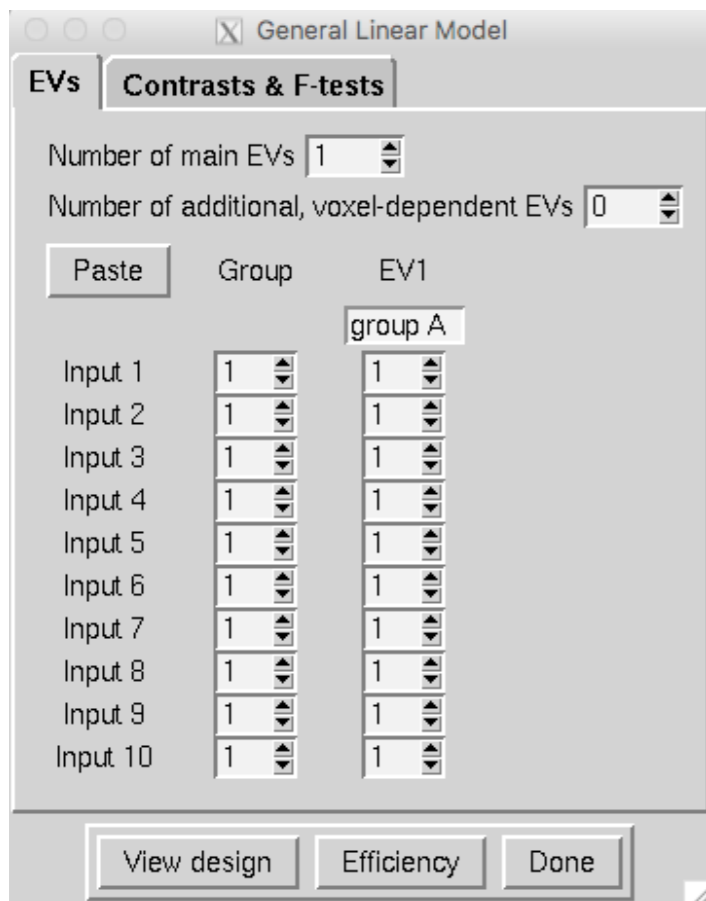 X General Linear Model
EVs Contrasts & F-tests
Number of main EVs 1
Number of additional, voxel-dependent EVs 0
Paste Group EV1
group A
Input 1 1 1
Input 2 1 1
Input 3 1 1
Input 4 1 1
Input 5 1 1
Input 6 1 1
Input 7 1 1
Input 8 1 1
Input 9 1 1
Input 10 1 1
View design Efficiency Done